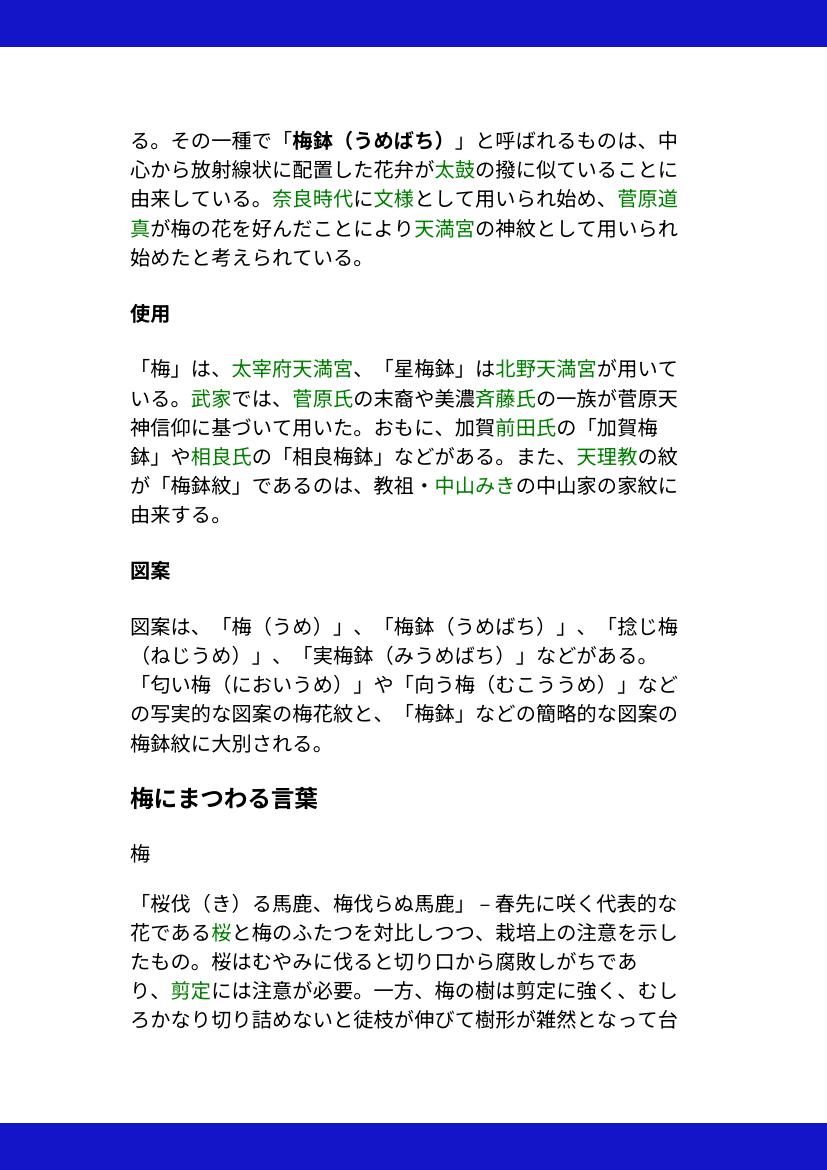 る。その一種で「梅鉢（うめばち）」と呼ばれるものは、中
心から放射線状に配置した花弁が太鼓の撥に似ていることに
由来している。奈良時代に文様として用いられ始め、菅原道
真が梅の花を好んだことにより天満宮の神紋として用いられ
始めたと考えられている。
使用
「梅」は、太宰府天満宮、「星梅鉢」は北野天満宮が用いて
いる。武家では、菅原氏の末裔や美濃斉藤氏の一族が菅原天
神信仰に基づいて用いた。おもに、加賀前田氏の「加賀梅
鉢」や相良氏の「相良梅鉢」などがある。また、天理教の紋
が「梅鉢紋」であるのは、教祖・中山みきの中山家の家紋に
由来する。
図案
図案は、「梅（うめ）」、「梅鉢（うめばち）」、「捻じ梅
（ねじうめ）」、「実梅鉢（みうめばち）」などがある。
「匂い梅（においうめ）」や「向う梅（むこううめ）」など
の写実的な図案の梅花紋と、「梅鉢」などの簡略的な図案の
梅鉢紋に大別される。
梅にまつわる言葉
梅
「桜伐（き）る馬鹿、梅伐らぬ馬鹿」 – 春先に咲く代表的な
花である桜と梅のふたつを対比しつつ、栽培上の注意を示し
たもの。桜はむやみに伐ると切り口から腐敗しがちであ
り、剪定には注意が必要。一方、梅の樹は剪定に強く、むし
ろかなり切り詰めないと徒枝が伸びて樹形が雑然となって台